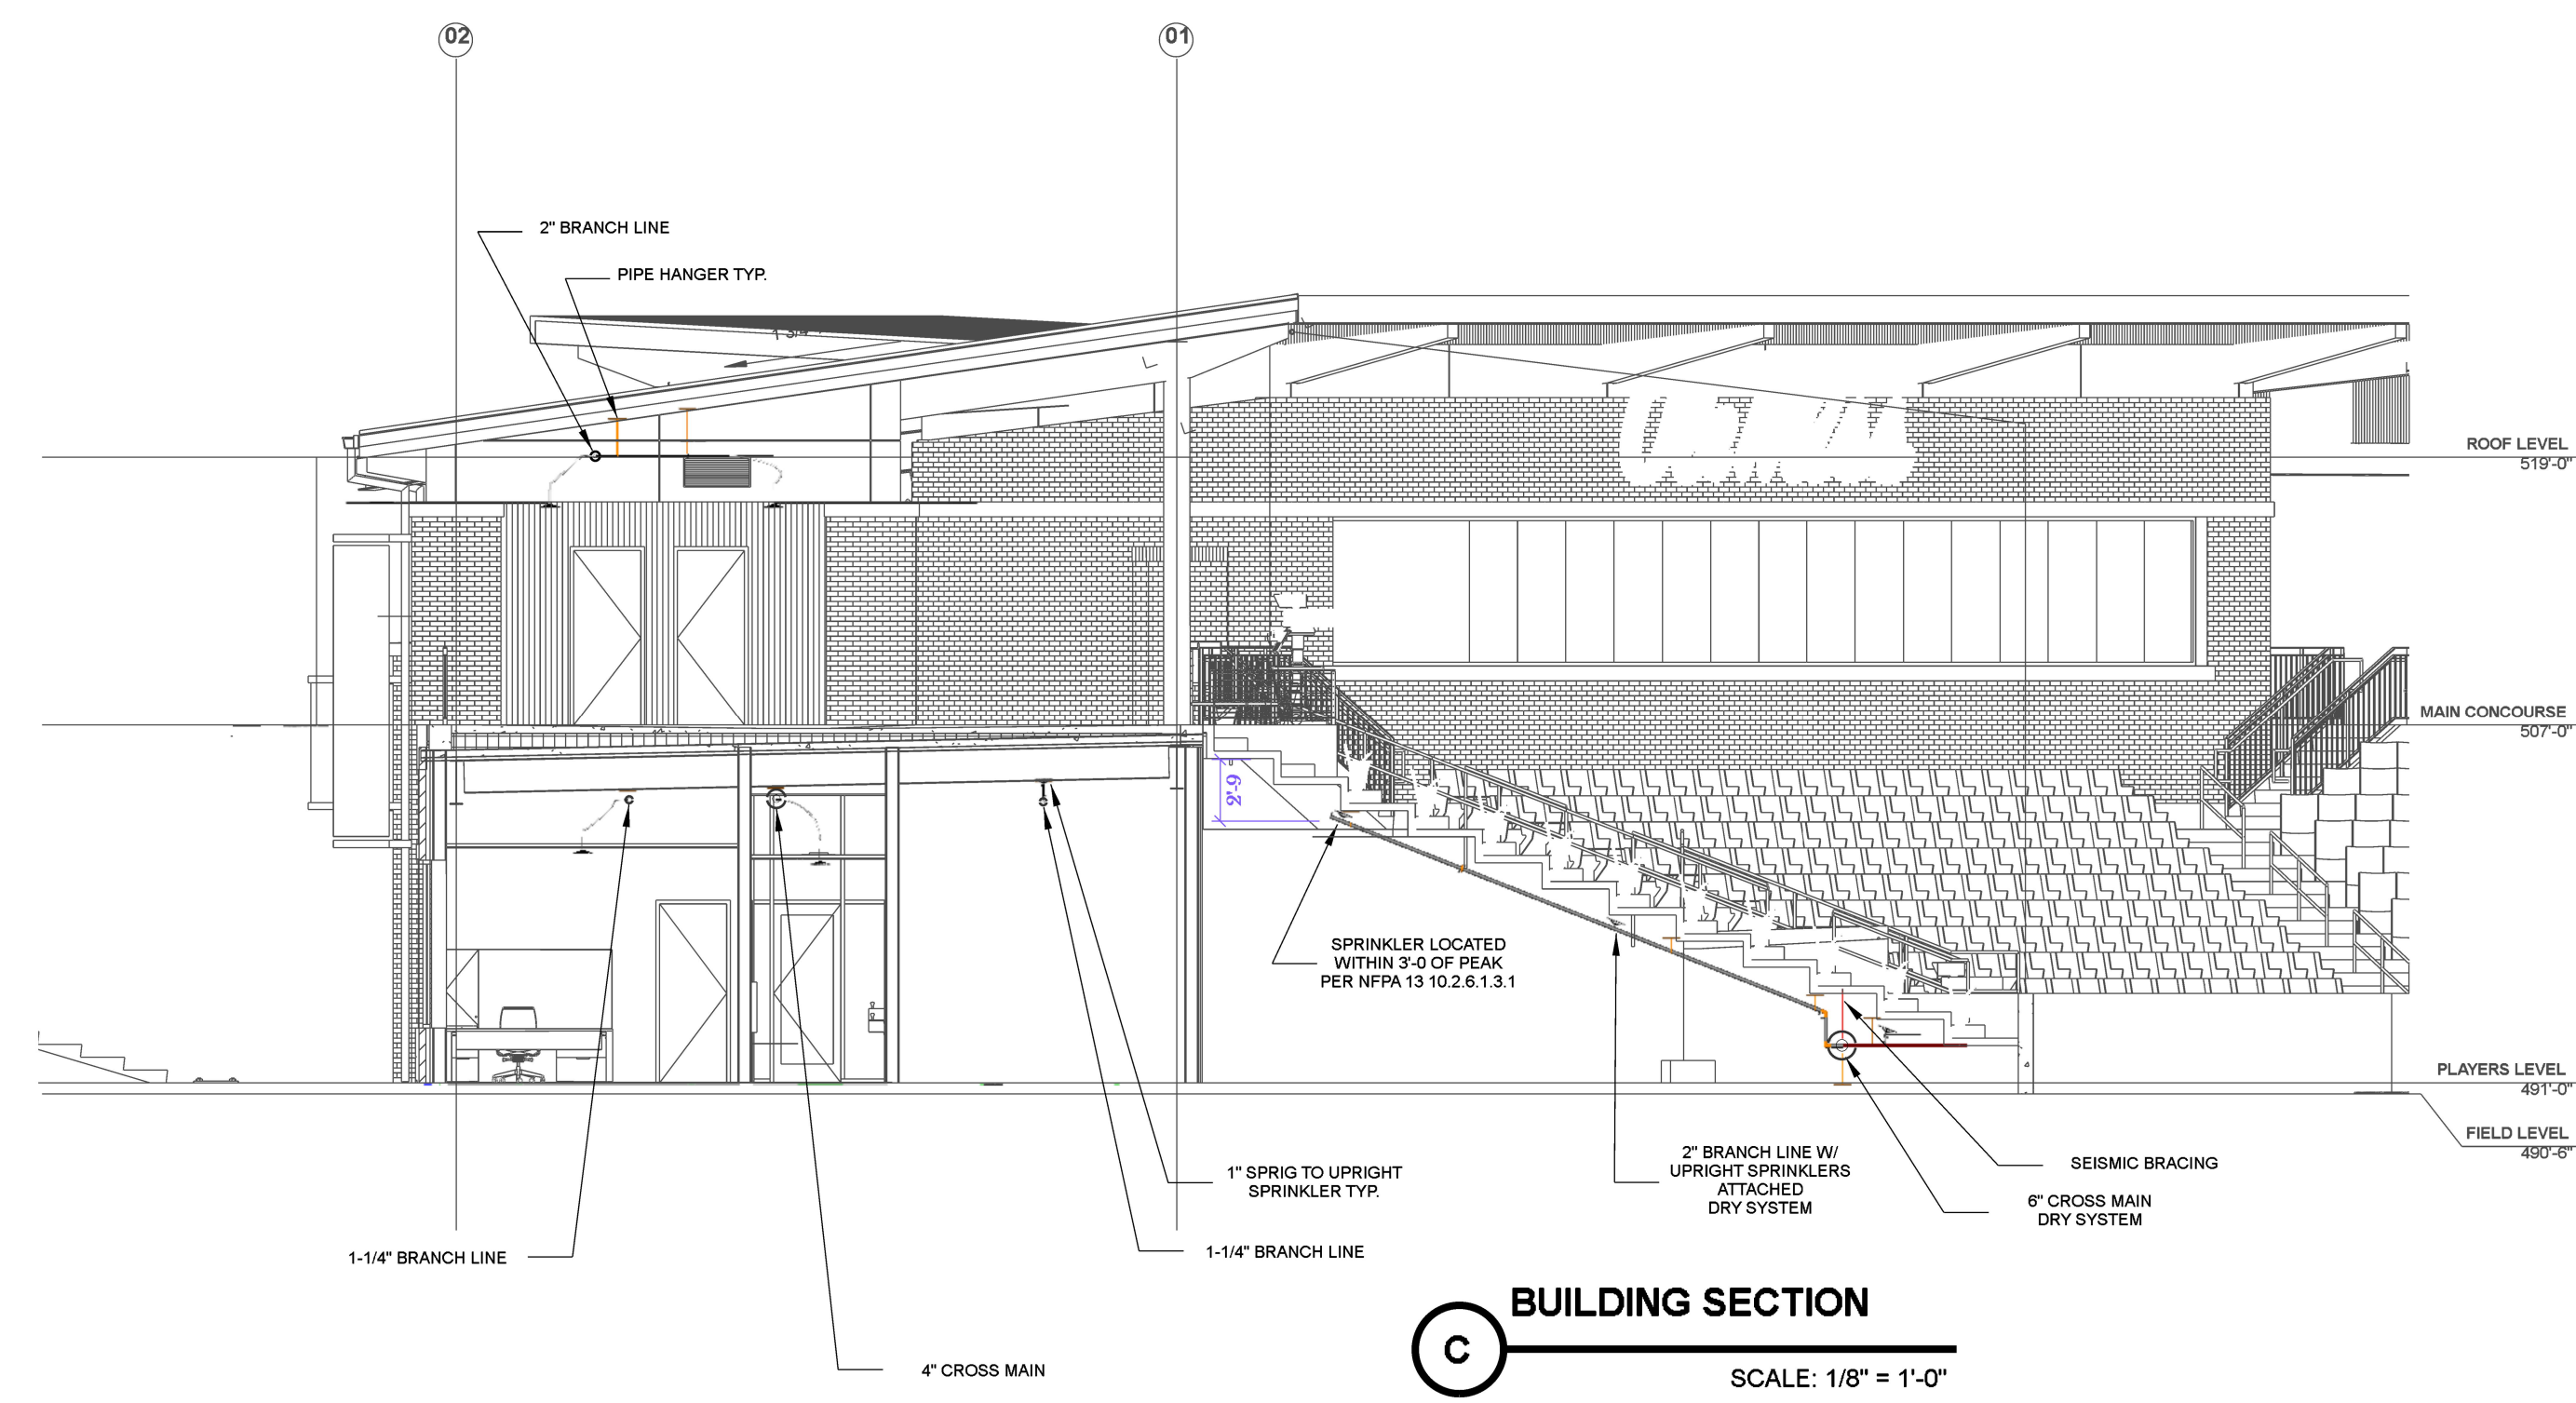 02
01
2" BRANCH LINE
PIPE HANGER TYP.
ROOF LEVEL
519'-0"
MAIN CONCOURSE
507'-0"
2'-9
SPRINKLER LOCATED
WITHIN 3'-0 OF PEAK
PER NFPA 13 10.2.6.1.3.1
PLAYERS LEVEL
491'-0"
FIELD LEVEL
490'-6"
1" SPRIG TO UPRIGHT
SPRINKLER TYP.
2" BRANCH LINE W/
UPRIGHT SPRINKLERS
ATTACHED
DRY SYSTEM
SEISMIC BRACING
6" CROSS MAIN
DRY SYSTEM
1-1/4" BRANCH LINE
1-1/4" BRANCH LINE
4" CROSS MAIN
C
BUILDING SECTION
SCALE: 1/8" = 1'-0"